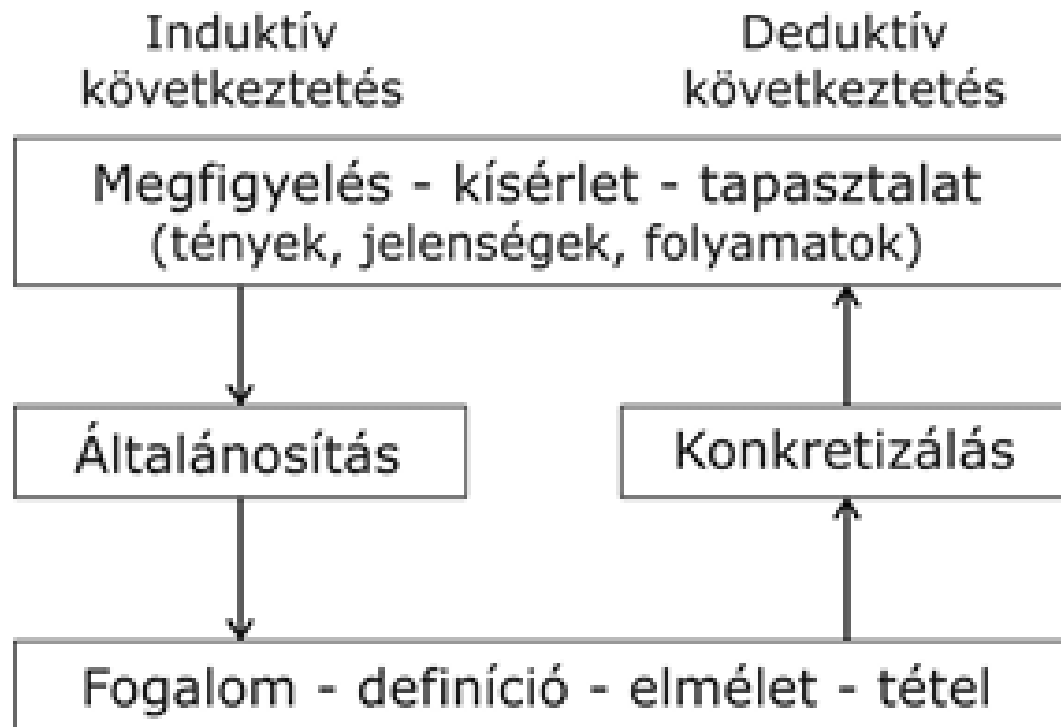 Induktív
következtetés
Deduktív
következtetés
Megfigyelés - kísérlet - tapasztalat
(tények, jelenségek, folyamatok)
Általánosítás
Konkretizálás
Fogalom - definíció - elmélet - tétel